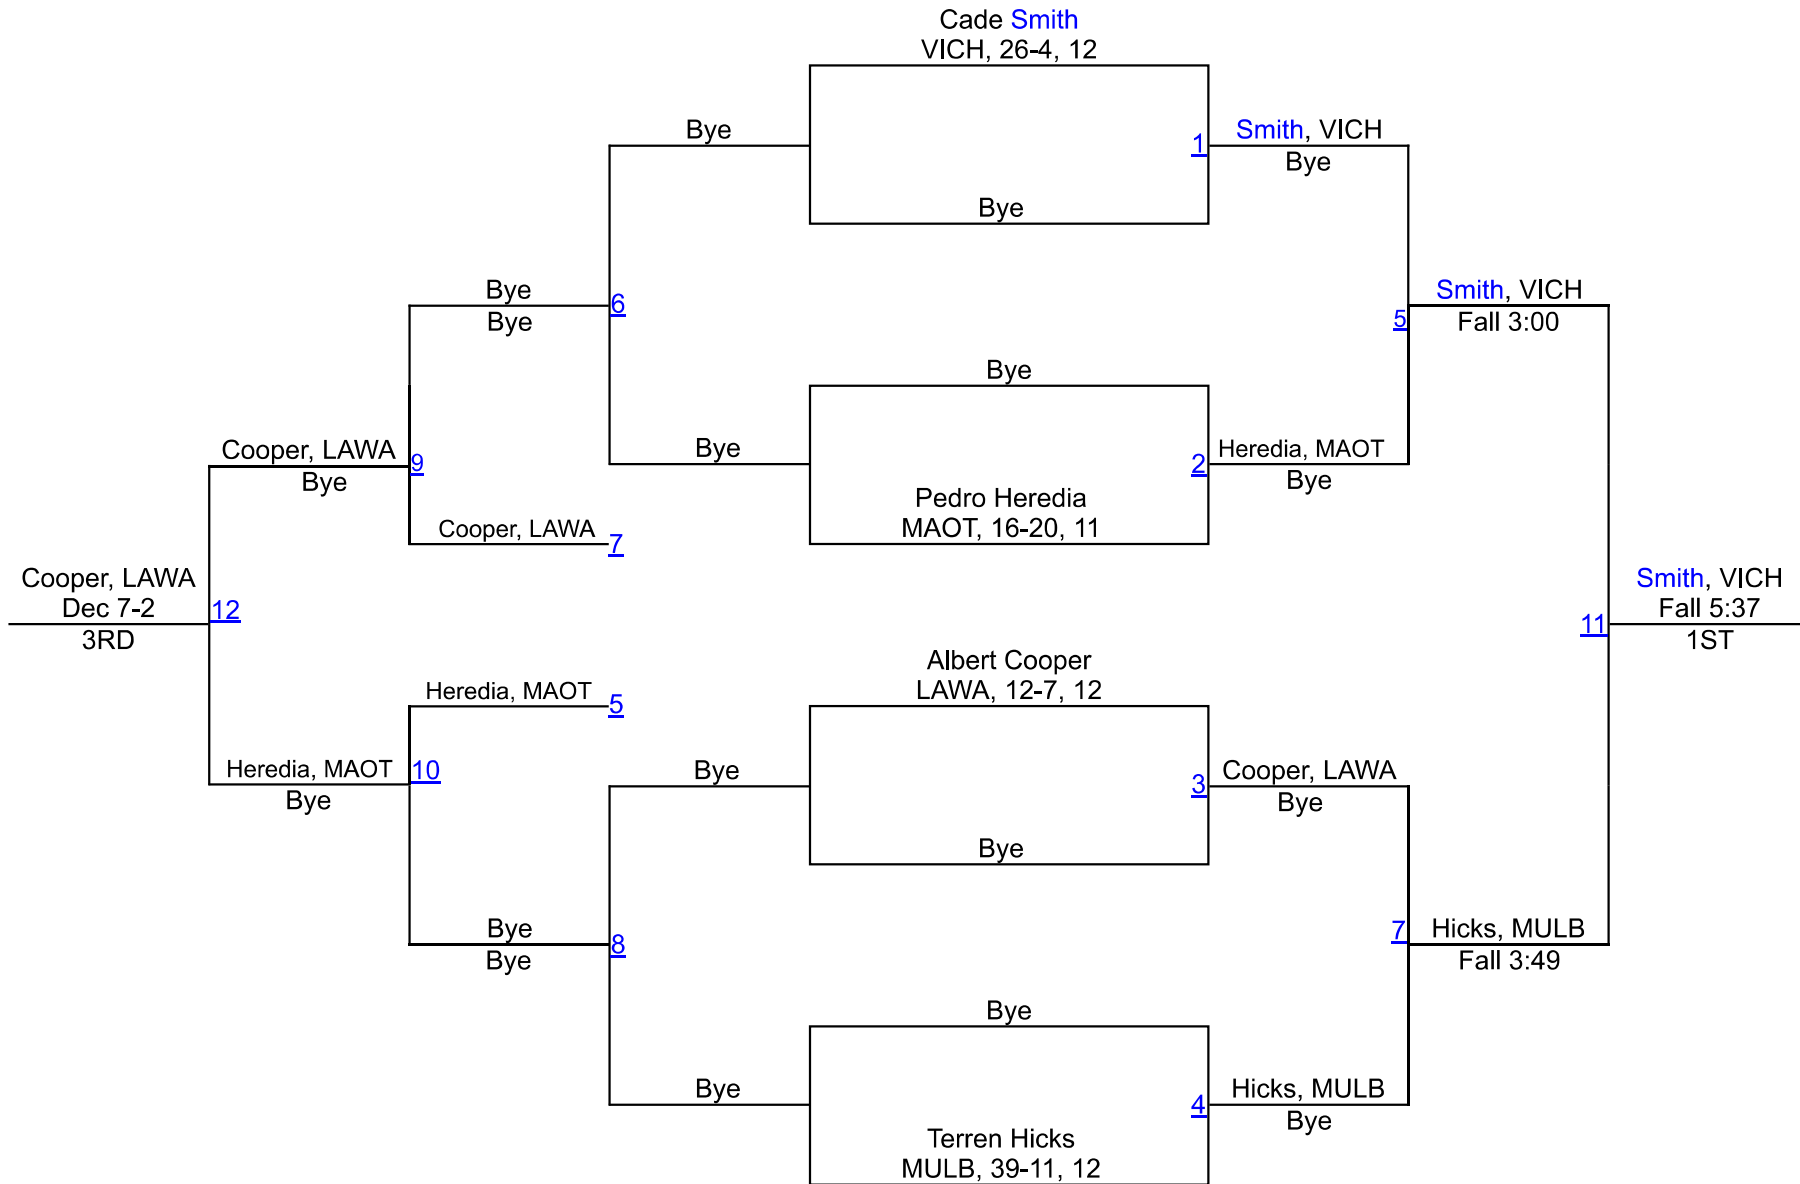 Cade Smith
VICH, 26-4, 12
Bye
1
Smith, VICH
Bye
Bye
Bye
Bye
6
Smith, VICH
Fall 3:00
5
Bye
Bye
2
Heredia, MAOT
Bye
Pedro Heredia
MAOT, 16-20, 11
Cooper, LAWA
Bye
9
Cooper, LAWA
7
Cooper, LAWA
Dec 7-2
3RD
12
Smith, VICH
Fall 5:37
1ST
11
Heredia, MAOT
5
Albert Cooper
LAWA, 12-7, 12
Heredia, MAOT
Bye
10
Bye
3
Cooper, LAWA
Bye
Bye
Bye
Bye
8
7
Hicks, MULB
Fall 3:49
Bye
Bye
4
Hicks, MULB
Bye
Terren Hicks
MULB, 39-11, 12